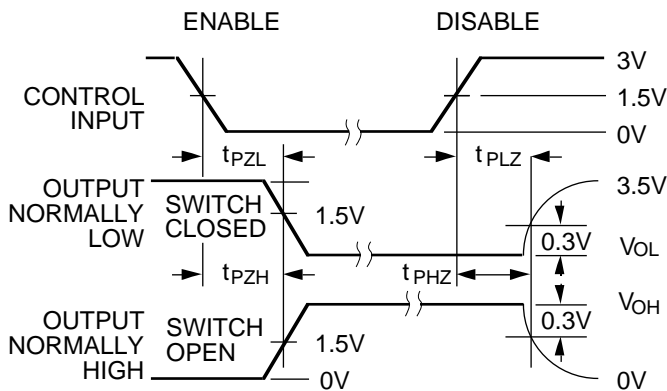 ENABLE
DISABLE
3V
CONTROL
INPUT
1.5V
0V
tPZL
tPLZ
OUTPUT
NORMALLY
LOW
SWITCH
CLOSED
1.5V
3.5V
0.3V
VOL
tPZH
tPHZ
VOH
0.3V
OUTPUT
NORMALLY
HIGH
SWITCH
OPEN
1.5V
0V
0V